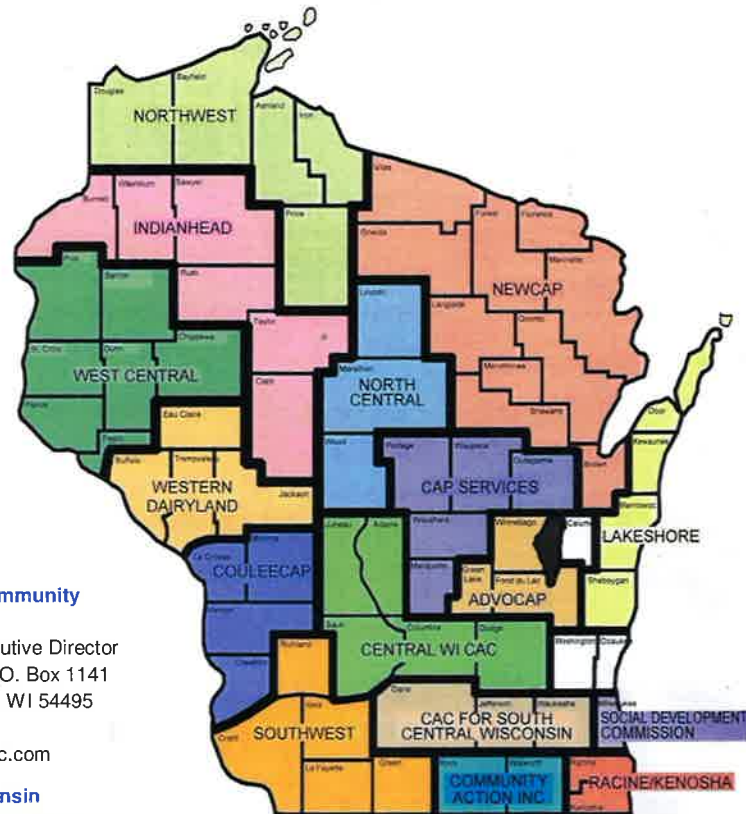 Douglas
Bayfield
NORTHWEST
Ashland
Iron
Vilas
Burnett
Washburn
Sawyer
INDIANHEAD
Price
Oneida
Forest
Florence
Polk
Barron
Rusk
Marinette
NEWCAP
Lincoln
Langlade
Oconto
Taylor
St. Croix
Dunn
Chippewa
WEST CENTRAL
Marathon
Menominee
NORTH
CENTRAL
Clark
Pierce
Shawano
Eau Claire
Door
Pepin
Wood
Portage
Waupaca
Kewaunee
Buffalo
Trempealeau
Outagamie
Brown
WESTERN
DAIRYLAND
Jackson
CAP SERVICES
Manitowoc
Juneau
Adams
Waushara
Winnebago
Calumet
LAKESHORE
Monroe
La Crosse
COULEECAP
Marquette
Green
Lake
Fond du Lac
Sheboygan
ADVOCAP
mmunity
Vernon
Sauk
Columbia
Dodge
Washington
Ozaukee
utive Director
Richland
CENTRAL WI CAC
O. Box 1141
Crawford
WI 54495
Dane
Jefferson
Waukesha
Milwaukee
Iowa
CAC FOR SOUTH
CENTRAL WISCONSIN
SOCIAL DEVELOPMENT
COMMISSION
Grant
SOUTHWEST
c.com
La Fayette
Green
Rock
Walworth
Racine
COMMUNITY
ACTION INC
RACINE/KENOSHA
nsin
Kenosha